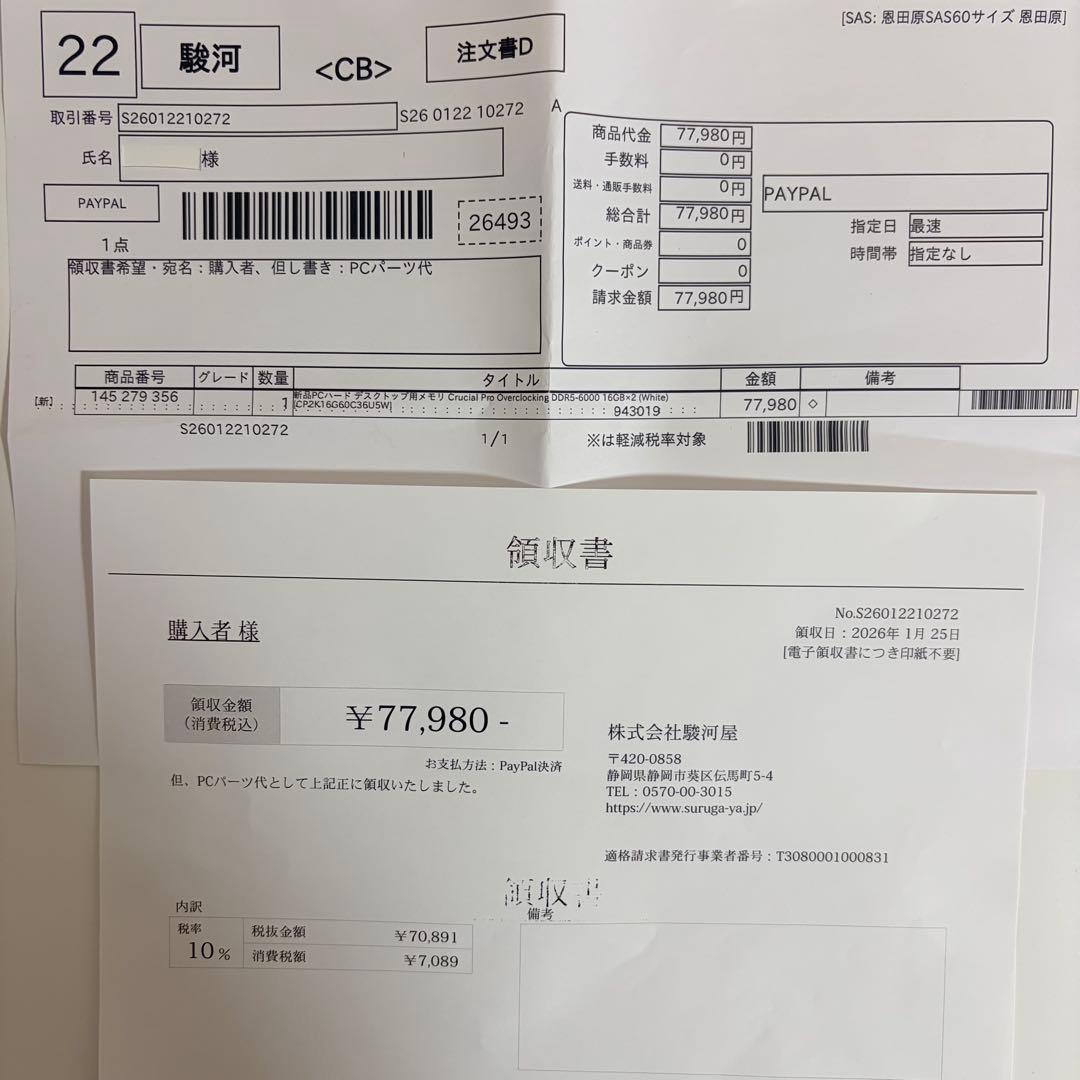 [SAS: 恩田原SAS60サイズ 恩田原]
22
駿河
<CB>
注文書D
取引番号 S26012210272
S26 0122 10272
A
氏名 様
PAYPAL
26493
1点
領収書希望・宛名：購入者、但し書き：PCパーツ代
商品代金 77,980円
手数料 0円
送料・通販手数料 0円
総合計 77,980円
ポイント・商品券 0
クーポン 0
請求金額 77,980円
PAYPAL
指定日 最速
時間帯 指定なし
商品番号 グレード 数量 タイトル 金額 備考
[新] 145 279 356 1 新品PCハード デスクトップ用メモリ Crucial Pro Overclocking DDR5-6000 16GB×2 (White)
[CP2K16G60C36U5W] 943019 77,980 ◇
S26012210272
1/1
※は軽減税率対象
領収書
No.S26012210272
領収日：2026年 1月 25日
[電子領収書につき印紙不要]
購入者 様
領収金額
（消費税込）
￥77,980 -
お支払方法：PayPal決済
但、PCパーツ代として上記正に領収いたしました。
株式会社駿河屋
〒420-0858
静岡県静岡市葵区伝馬町5-4
TEL：0570-00-3015
https://www.suruga-ya.jp/
適格請求書発行事業者番号：T3080001000831
領収書
備考
内訳
税率
10%
税抜金額 ￥70,891
消費税額 ￥7,089